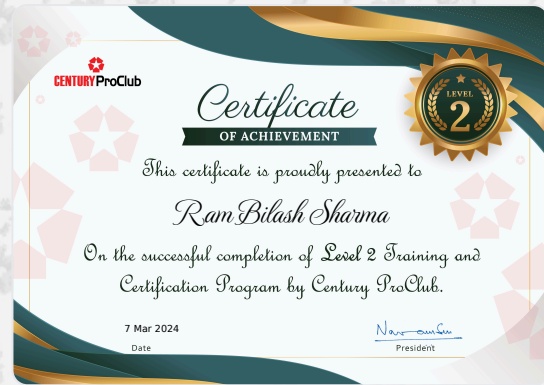 CENTURY ProClub
LEVEL
2
Certificate
OF ACHIEVEMENT
This certificate is proudly presented to
Ram Bilash Sharma
On the successful completion of Level 2 Training and
Certification Program by Century ProClub.
7 Mar 2024
Date
President